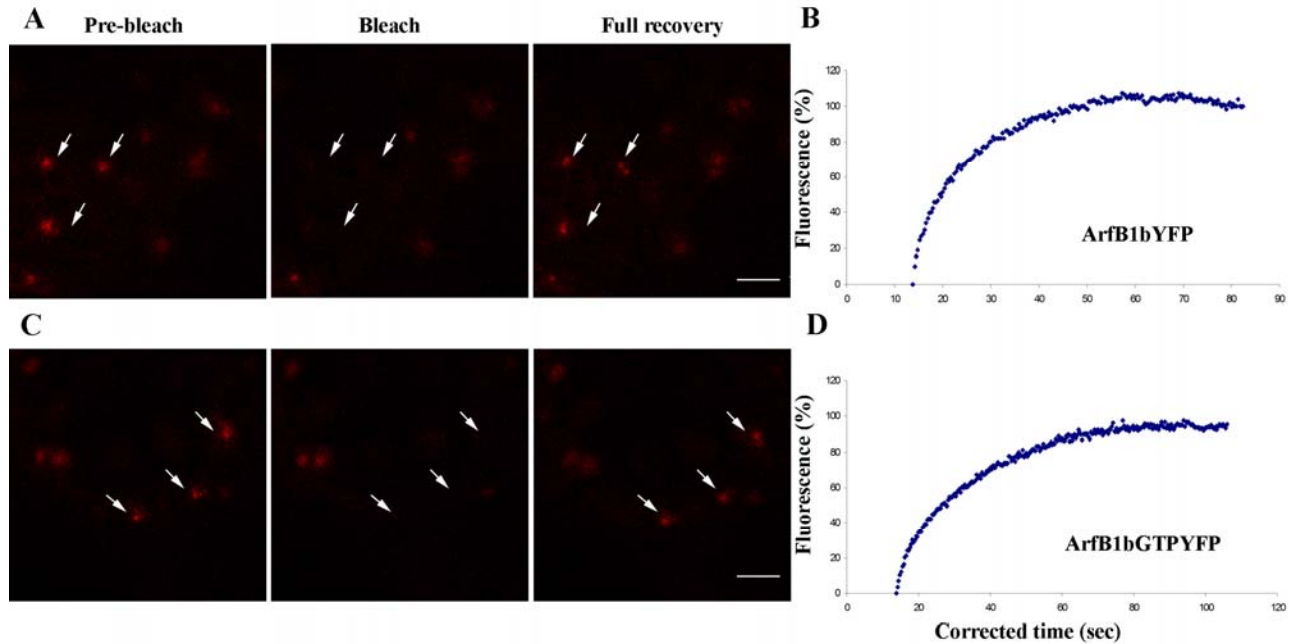 A
Pre-bleach
Bleach
Full recovery
B
Fluorescence (%)
120
100
80
60
40
20
0
0 10 20 30 40 50 60 70 80 90
ArfB1bYFP
C
D
Fluorescence (%)
120
100
80
60
40
20
0
0 20 40 60 80 100 120
ArfB1bGTPYFP
Corrected time (sec)